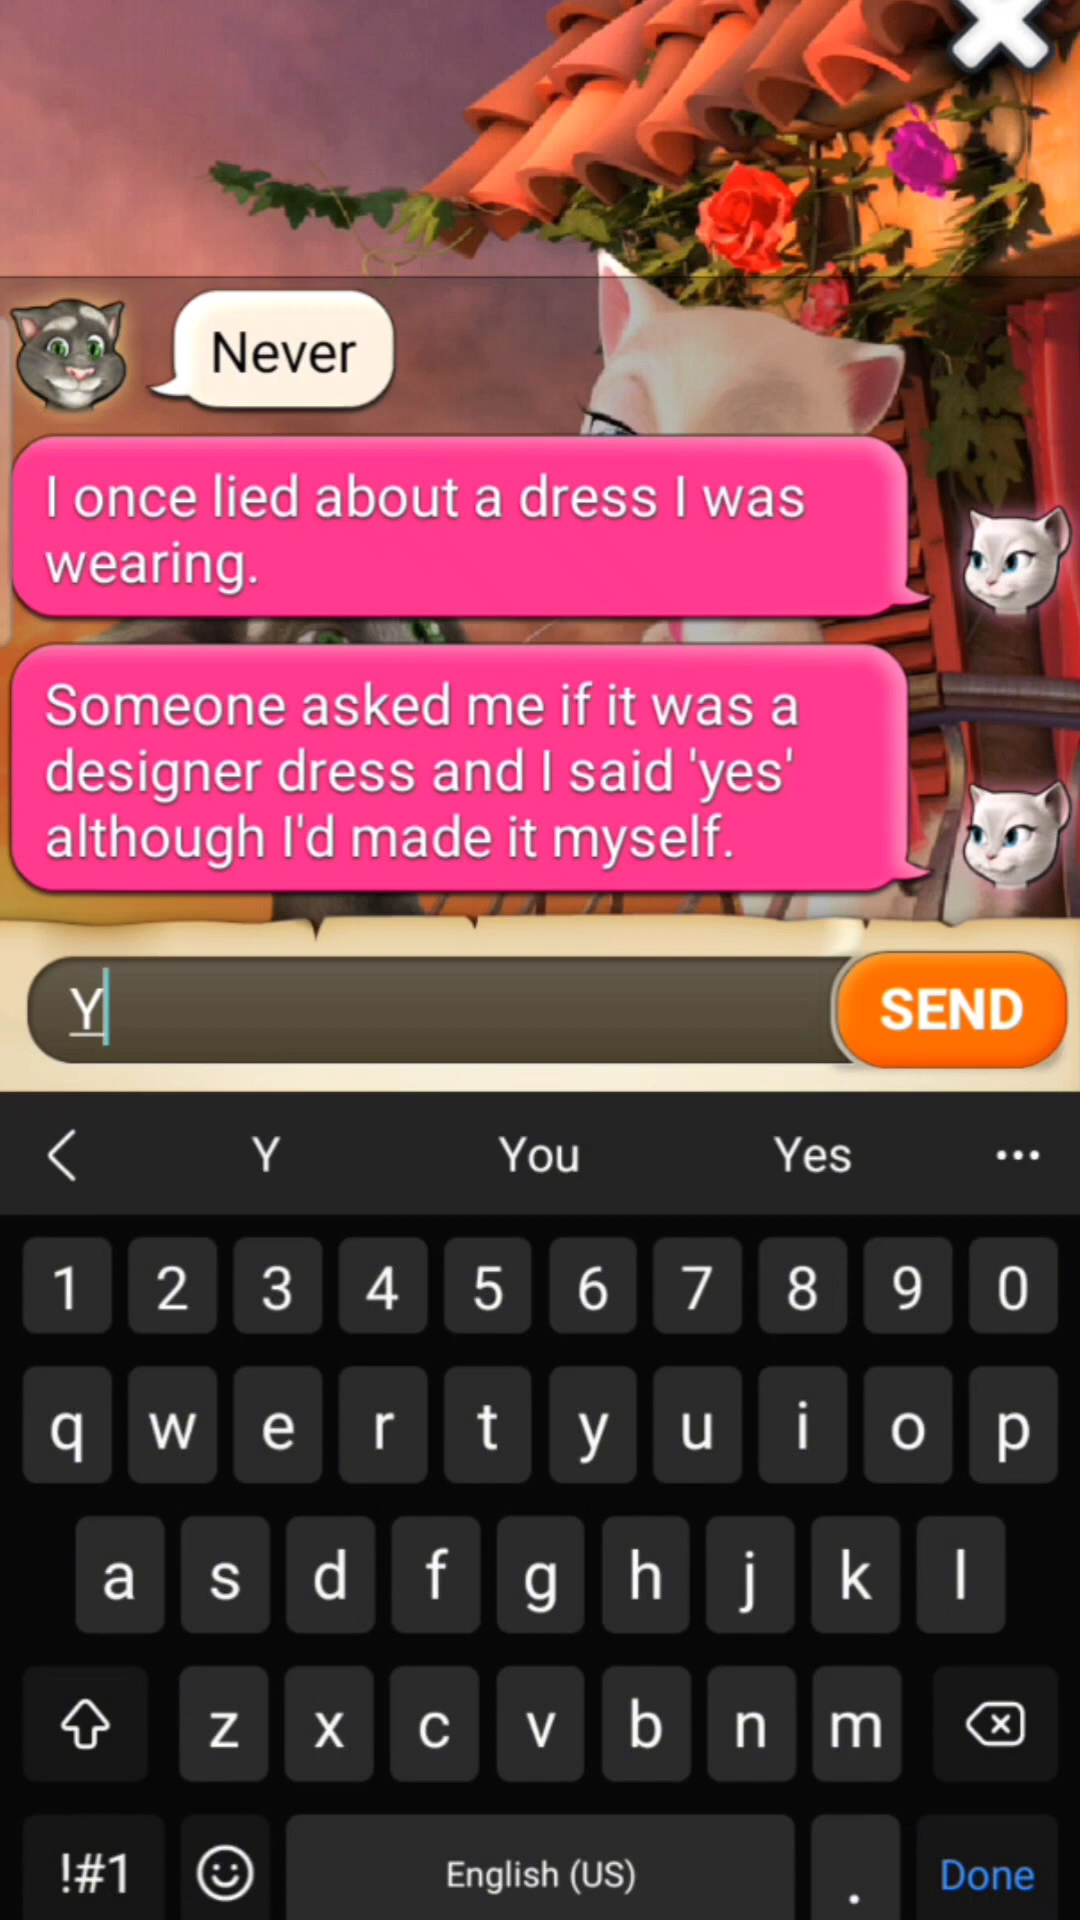 Never
I once lied about a dress I was
wearing.
Someone asked me if it was a
designer dress and I said 'yes'
although I'd made it myself.
Y
SEND
Y You Yes ...
1 2 3 4 5 6 7 8 9 0
q w e r t y u i o p
a s d f g h j k l
z x c v b n m
!#1 English (US) . Done